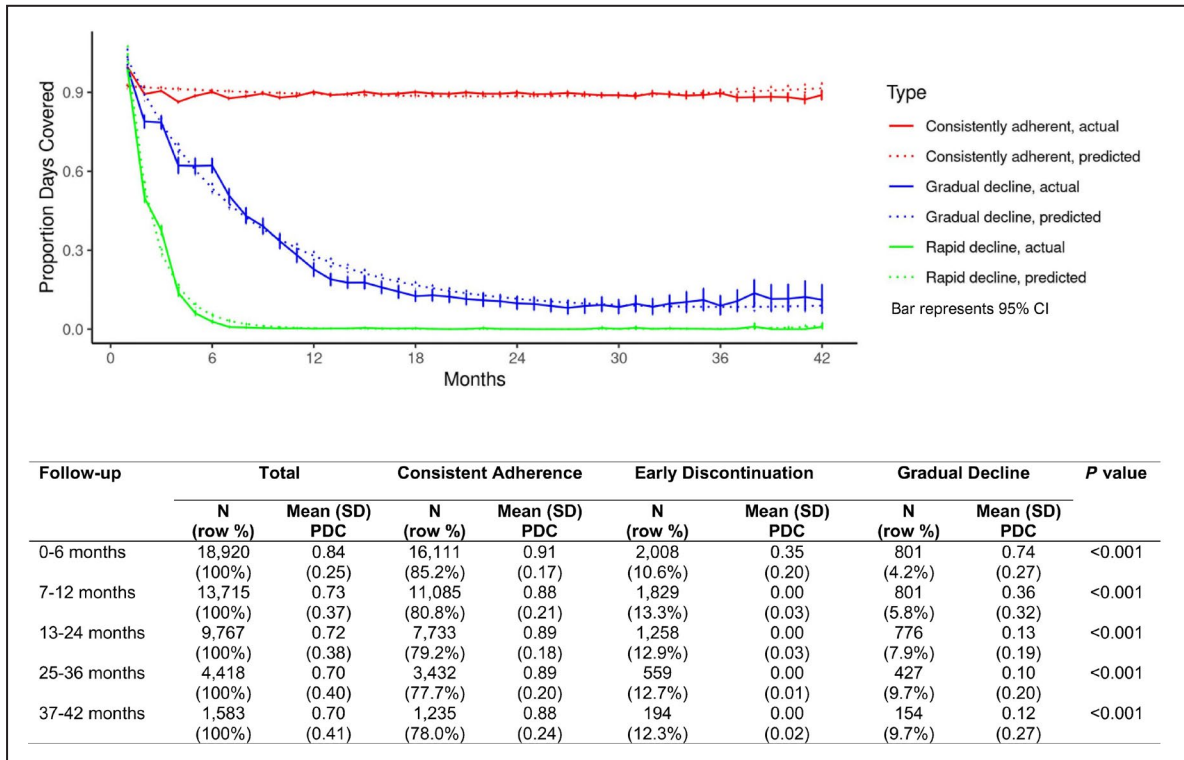 Proportion Days Covered
0.9
0.6
0.3
0.0
0 6 12 18 24 30 36 42
Months
Type
Consistently adherent, actual
Consistently adherent, predicted
Gradual decline, actual
Gradual decline, predicted
Rapid decline, actual
Rapid decline, predicted
Bar represents 95% CI
Follow-up Total Consistent Adherence Early Discontinuation Gradual Decline P value
N Mean (SD) N Mean (SD) N Mean (SD) N Mean (SD)
(row %) PDC (row %) PDC (row %) PDC (row %) PDC
0-6 months 18,920 0.84 16,111 0.91 2,008 0.35 801 0.74 <0.001
(100%) (0.25) (85.2%) (0.17) (10.6%) (0.20) (4.2%) (0.27)
7-12 months 13,715 0.73 11,085 0.88 1,829 0.00 801 0.36 <0.001
(100%) (0.37) (80.8%) (0.21) (13.3%) (0.03) (5.8%) (0.32)
13-24 months 9,767 0.72 7,733 0.89 1,258 0.00 776 0.13 <0.001
(100%) (0.38) (79.2%) (0.18) (12.9%) (0.03) (7.9%) (0.19)
25-36 months 4,418 0.70 3,432 0.89 559 0.00 427 0.10 <0.001
(100%) (0.40) (77.7%) (0.20) (12.7%) (0.01) (9.7%) (0.20)
37-42 months 1,583 0.70 1,235 0.88 194 0.00 154 0.12 <0.001
(100%) (0.41) (78.0%) (0.24) (12.3%) (0.02) (9.7%) (0.27)